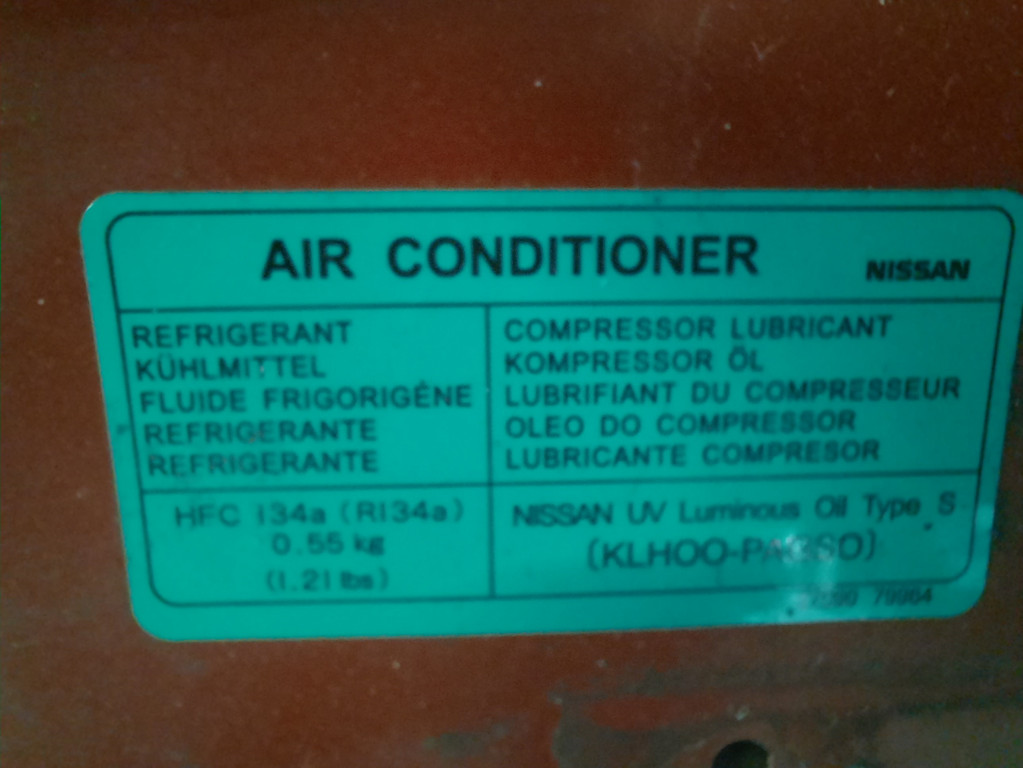 AIR CONDITIONER
NISSAN
REFRIGERANT
KÜHLMITTEL
FLUIDE FRIGORIGÉNE
REFRIGERANTE
REFRIGERANTE
COMPRESSOR LUBRICANT
KOMPRESSOR ÖL
LUBRIFIANT DU COMPRESSEUR
OLEO DO COMPRESSOR
LUBRICANTE COMPRESOR
HFC 134a (R134a)
0.55 kg
(1.21 lbs)
NISSAN UV Luminous Oil Type S